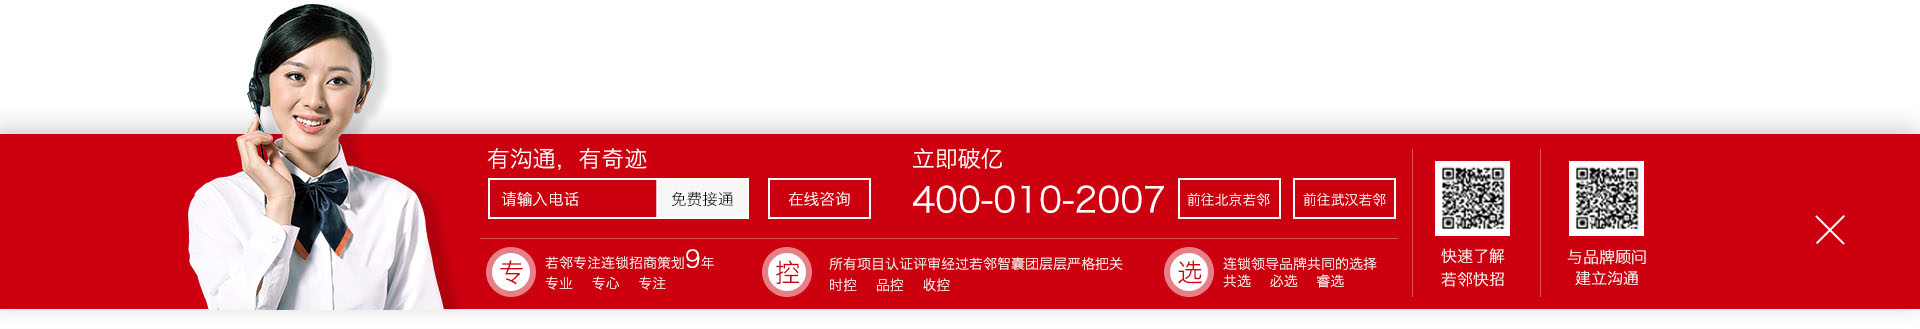 有沟通，有奇迹
请输入电话
免费接通
在线咨询
立即破亿
400-010-2007
前往北京若邻
前往武汉若邻
专
若邻专注连锁招商策划9年
专业 专心 专注
控
所有项目认证评审经过若邻智囊团层层严格把关
时控 品控 收控
选
连锁领导品牌共同的选择
共选 必选 睿选
快速了解
若邻快招
与品牌顾问
建立沟通